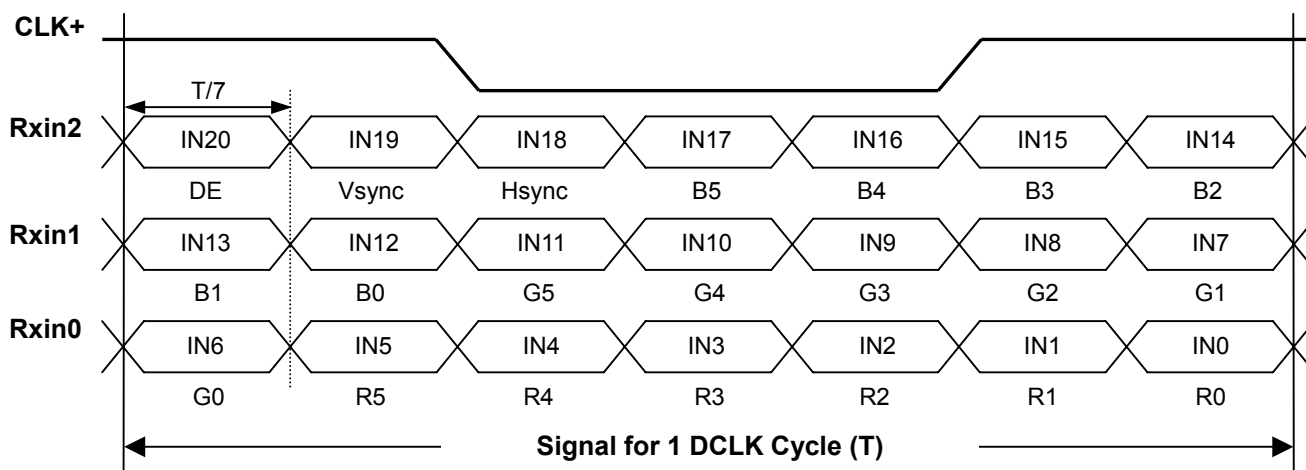 CLK+
T/7
Rxin2 IN20 IN19 IN18 IN17 IN16 IN15 IN14
DE Vsync Hsync B5 B4 B3 B2
Rxin1 IN13 IN12 IN11 IN10 IN9 IN8 IN7
B1 B0 G5 G4 G3 G2 G1
Rxin0 IN6 IN5 IN4 IN3 IN2 IN1 IN0
G0 R5 R4 R3 R2 R1 R0
Signal for 1 DCLK Cycle (T)